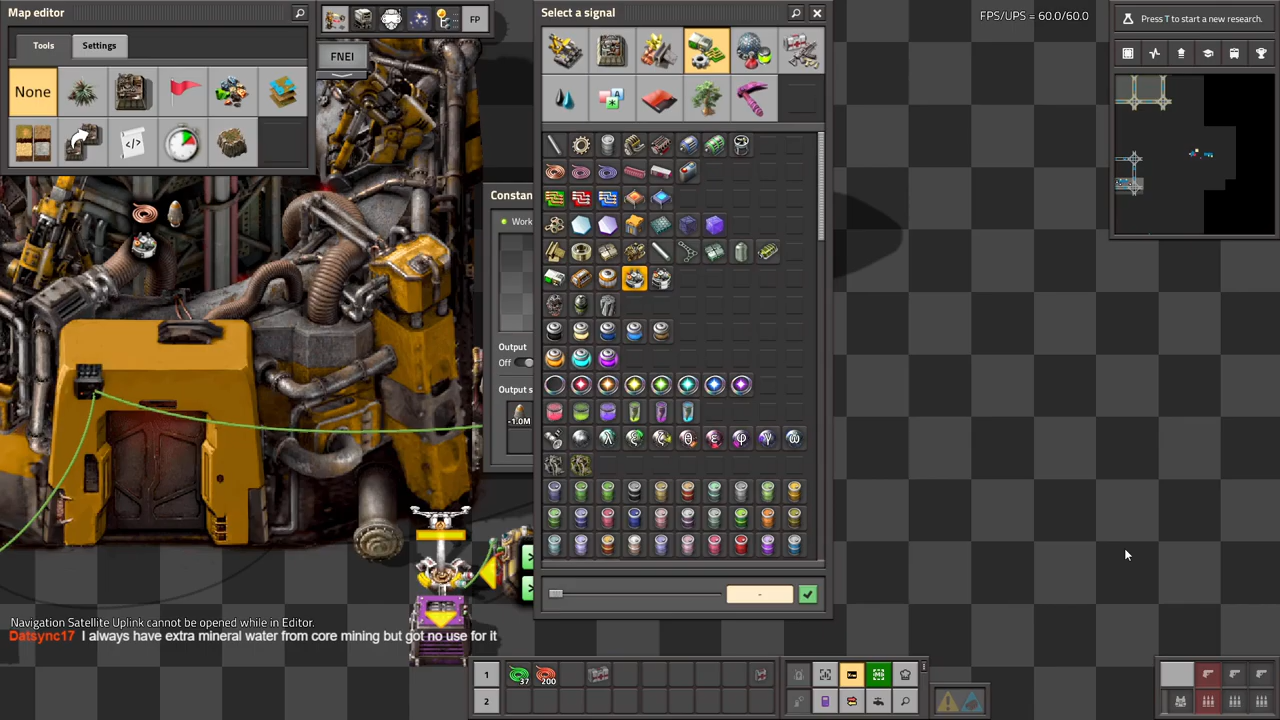 Map editor
Tools
Settings
None
FP
FNEI
Select a signal
FPS/UPS = 60.0/60.0
Press T to start a new research.
Constan
Work
Output
Off
Output s
-1.0M
-
Navigation Satellite Uplink cannot be opened while in Editor.
Datsync17 I always have extra mineral water from core mining but got no use for it
1
37
200
2